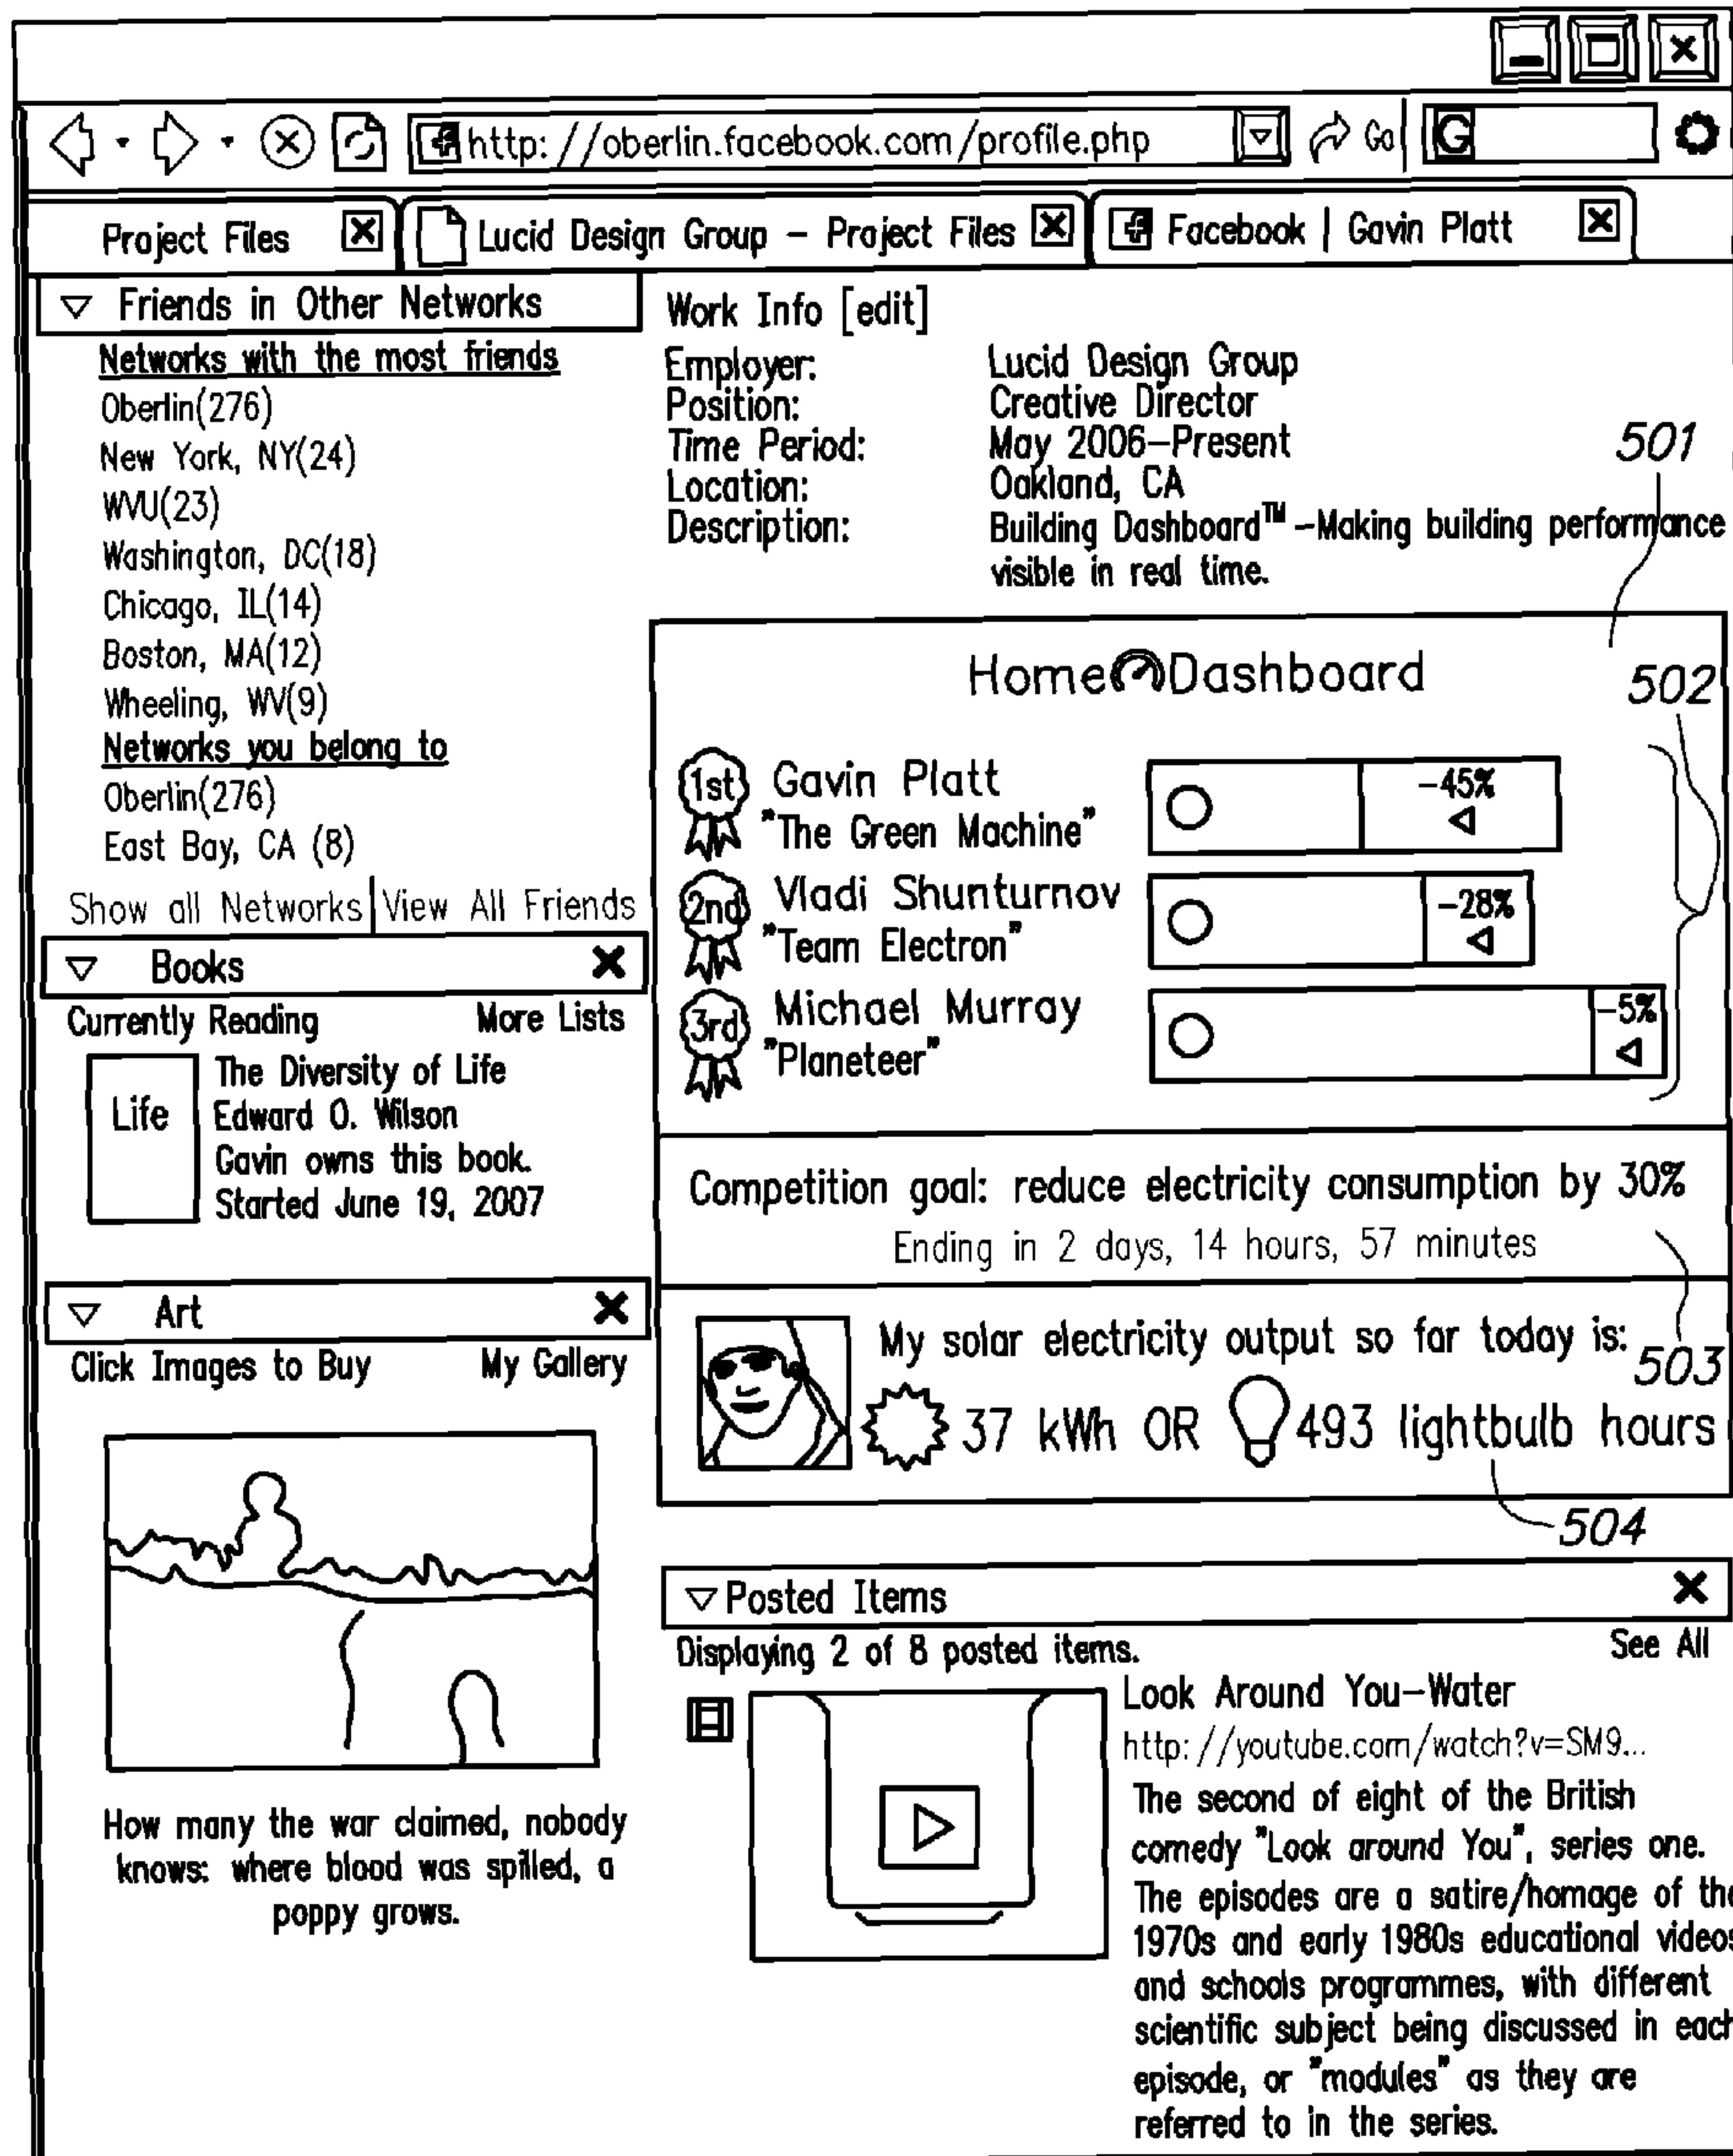 http://oberlin.facebook.com/profile.php
Go
G
Project Files
Lucid Design Group – Project Files
Facebook | Gavin Platt
Friends in Other Networks
Networks with the most friends
Oberlin(276)
New York, NY(24)
WVU(23)
Washington, DC(18)
Chicago, IL(14)
Boston, MA(12)
Wheeling, WV(9)
Networks you belong to
Oberlin(276)
East Bay, CA (8)
Show all Networks View All Friends
Books
Currently Reading More Lists
Life
The Diversity of Life
Edward O. Wilson
Gavin owns this book.
Started June 19, 2007
Art
Click Images to Buy My Gallery
How many the war claimed, nobody
knows: where blood was spilled, a
poppy grows.
Work Info [edit]
Employer: Lucid Design Group
Position: Creative Director
Time Period: May 2006–Present
Location: Oakland, CA
Description: Building Dashboard™ –Making building performance
visible in real time.
501
Home Dashboard
502
1st Gavin Platt
"The Green Machine"
-45%
2nd Vladi Shunturnov
"Team Electron"
-28%
3rd Michael Murray
"Planeteer"
-5%
Competition goal: reduce electricity consumption by 30%
Ending in 2 days, 14 hours, 57 minutes
503
My solar electricity output so far today is:
37 kWh OR 493 lightbulb hours
504
Posted Items
Displaying 2 of 8 posted items. See All
Look Around You–Water
http://youtube.com/watch?v=SM9...
The second of eight of the British
comedy "Look around You", series one.
The episodes are a satire/homage of the
1970s and early 1980s educational videos
and schools programmes, with different
scientific subject being discussed in each
episode, or "modules" as they are
referred to in the series.